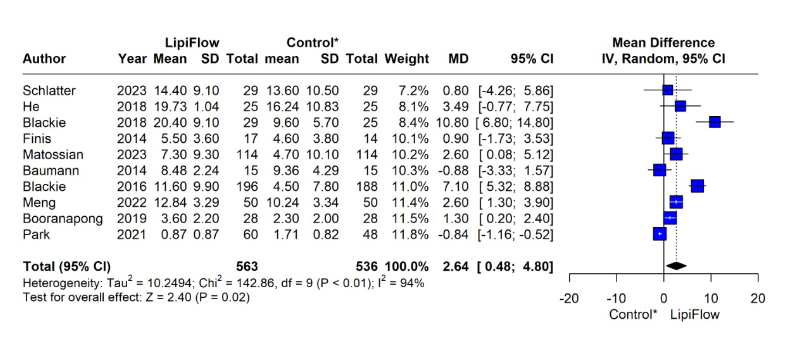 LipiFlow Control* Mean Difference
Author Year Mean SD Total Mean SD Total Weight MD 95% CI IV, Random, 95% CI
Schlatter 2023 14.40 9.10 29 13.60 10.50 29 7.2% 0.80 [-4.26; 5.86]
He 2018 19.73 1.04 25 16.24 10.83 25 8.1% 3.49 [-0.77; 7.75]
Blackie 2018 20.40 9.10 29 9.60 5.70 25 8.4% 10.80 [ 6.80; 14.80]
Finis 2014 5.50 3.60 17 4.60 3.80 14 10.1% 0.90 [-1.73; 3.53]
Matossian 2023 7.30 9.30 114 4.70 10.10 114 10.2% 2.60 [ 0.08; 5.12]
Baumann 2014 8.48 2.24 15 9.36 4.29 15 10.2% -0.88 [-3.33; 1.57]
Blackie 2016 11.60 9.90 196 4.50 7.80 188 11.0% 7.10 [ 5.32; 8.88]
Meng 2022 12.84 3.29 50 10.24 3.34 50 11.4% 2.60 [ 1.30; 3.90]
Booranapong 2019 3.60 2.20 28 2.30 2.00 28 11.5% 1.30 [ 0.20; 2.40]
Park 2021 0.87 0.87 60 1.71 0.82 48 11.8% -0.84 [-1.16; -0.52]
Total (95% CI) 563 536 100.0% 2.64 [ 0.48; 4.80]
Heterogeneity: Tau² = 10.2494; Chi² = 142.86, df = 9 (P < 0.01); I² = 94%
Test for overall effect: Z = 2.40 (P = 0.02)
-20 -10 0 10 20
Control* LipiFlow